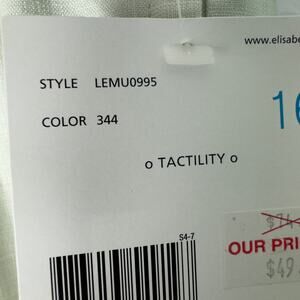 www.elisabe
STYLE LEMU0995
COLOR 344
16
o TACTILITY o
S4-7
$74
OUR PRI
$49